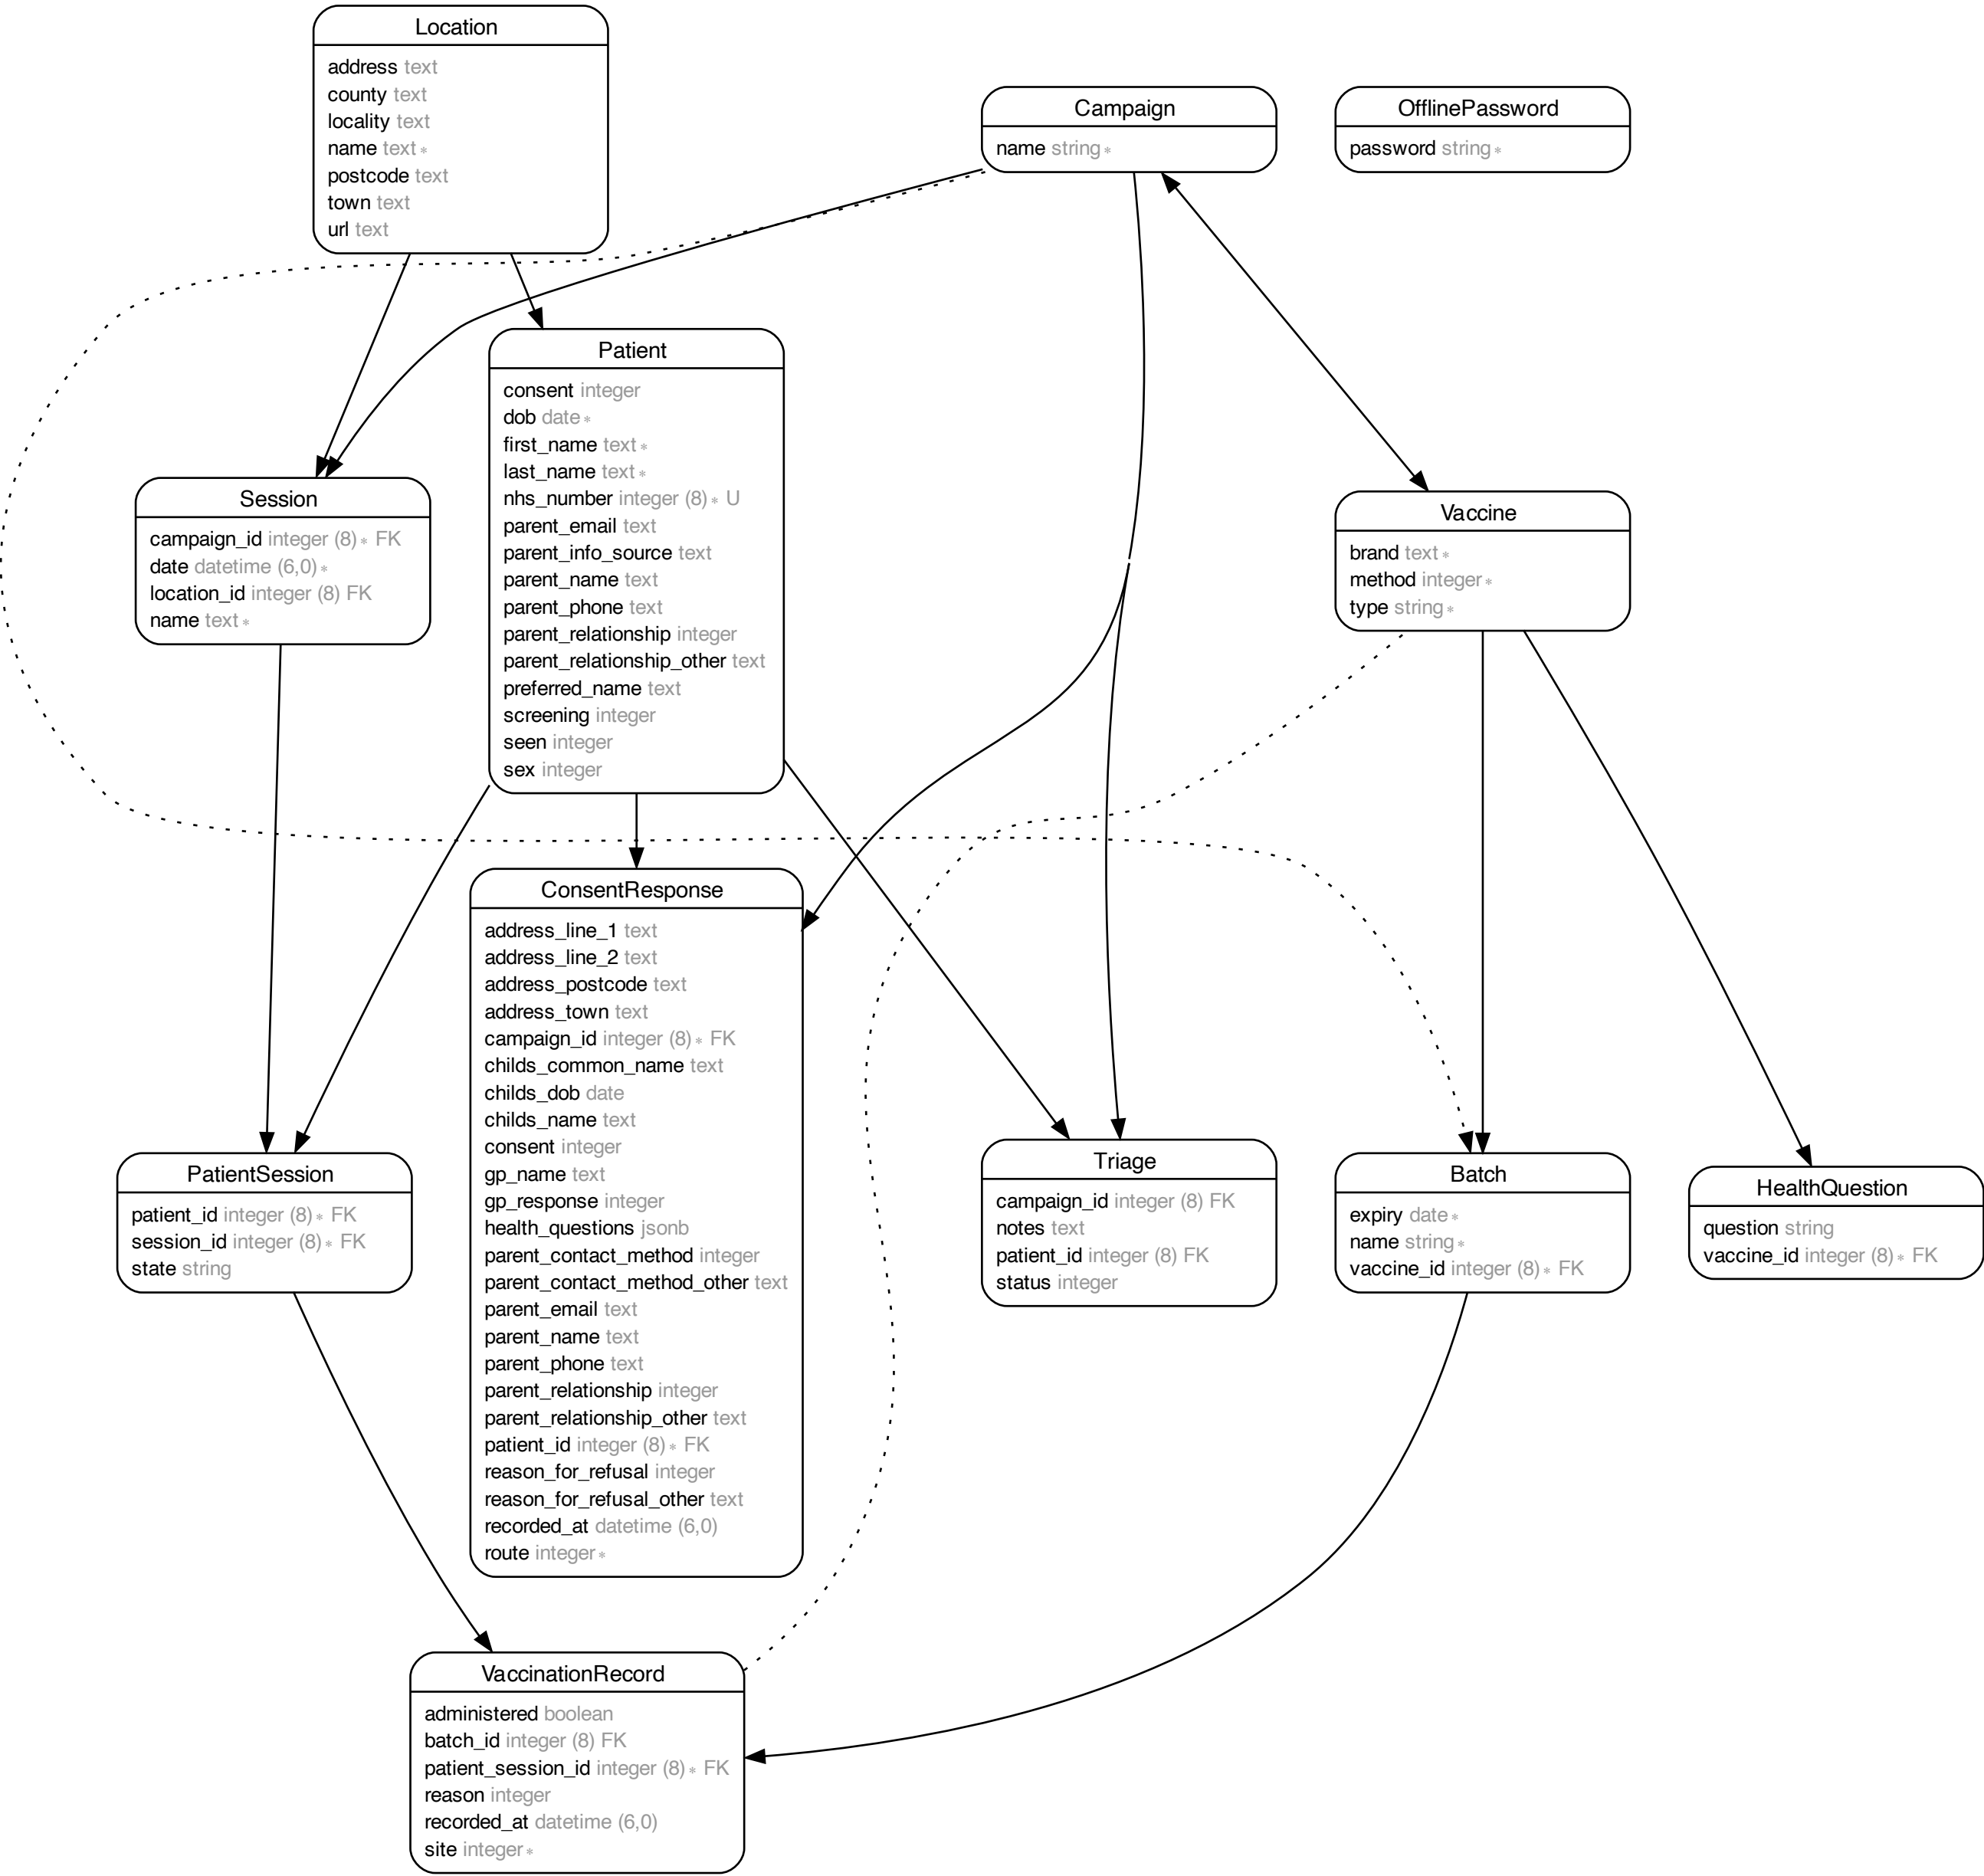 Location
address text
county text
locality text
name text *
postcode text
town text
url text
Campaign
name string *
OfflinePassword
password string *
Patient
consent integer
dob date *
first_name text *
last_name text *
nhs_number integer (8) * U
parent_email text
parent_info_source text
parent_name text
parent_phone text
parent_relationship integer
parent_relationship_other text
preferred_name text
screening integer
seen integer
sex integer
Session
campaign_id integer (8) * FK
date datetime (6,0) *
location_id integer (8) FK
name text *
Vaccine
brand text *
method integer *
type string *
ConsentResponse
address_line_1 text
address_line_2 text
address_postcode text
address_town text
campaign_id integer (8) * FK
childs_common_name text
childs_dob date
childs_name text
consent integer
gp_name text
gp_response integer
health_questions jsonb
parent_contact_method integer
parent_contact_method_other text
parent_email text
parent_name text
parent_phone text
parent_relationship integer
parent_relationship_other text
patient_id integer (8) * FK
reason_for_refusal integer
reason_for_refusal_other text
recorded_at datetime (6,0)
route integer *
PatientSession
patient_id integer (8) * FK
session_id integer (8) * FK
state string
Triage
campaign_id integer (8) FK
notes text
patient_id integer (8) FK
status integer
Batch
expiry date *
name string *
vaccine_id integer (8) * FK
HealthQuestion
question string
vaccine_id integer (8) * FK
VaccinationRecord
administered boolean
batch_id integer (8) FK
patient_session_id integer (8) * FK
reason integer
recorded_at datetime (6,0)
site integer *